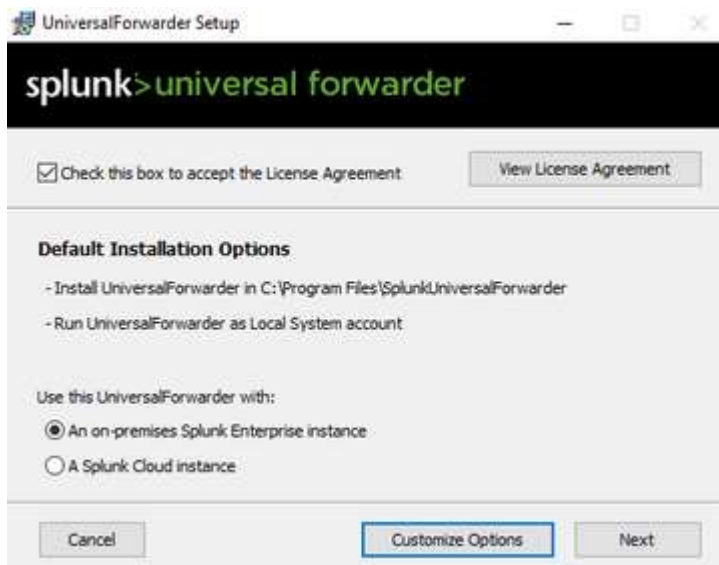 UniversalForwarder Setup
splunk>universal forwarder
Check this box to accept the License Agreement
View License Agreement
Default Installation Options
- Install UniversalForwarder in C:\Program Files\SplunkUniversalForwarder
- Run UniversalForwarder as Local System account
Use this UniversalForwarder with:
An on-premises Splunk Enterprise instance
A Splunk Cloud instance
Cancel
Customize Options
Next